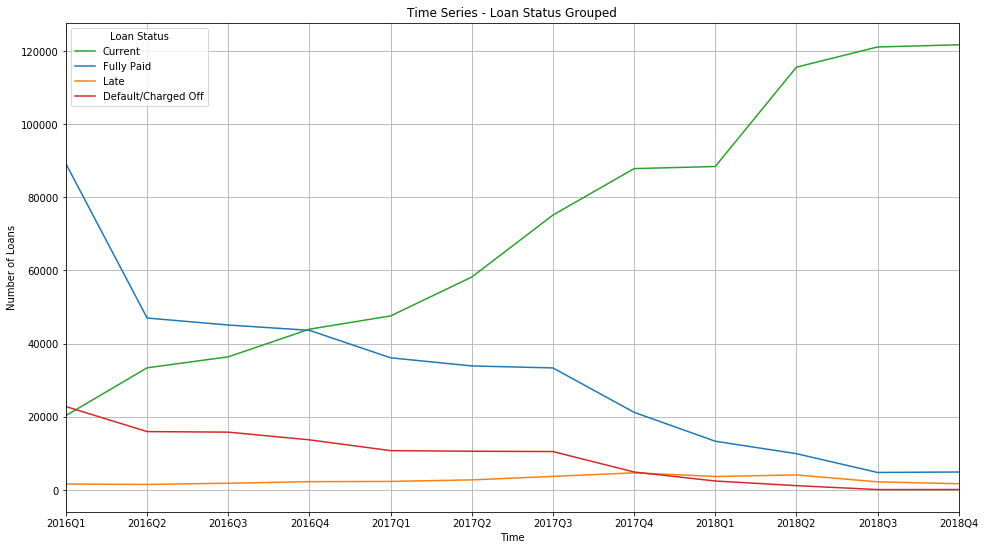 Time Series - Loan Status Grouped
Loan Status
Current
Fully Paid
Late
Default/Charged Off
Number of Loans
120000
100000
80000
60000
40000
20000
0
2016Q1 2016Q2 2016Q3 2016Q4 2017Q1 2017Q2 2017Q3 2017Q4 2018Q1 2018Q2 2018Q3 2018Q4
Time